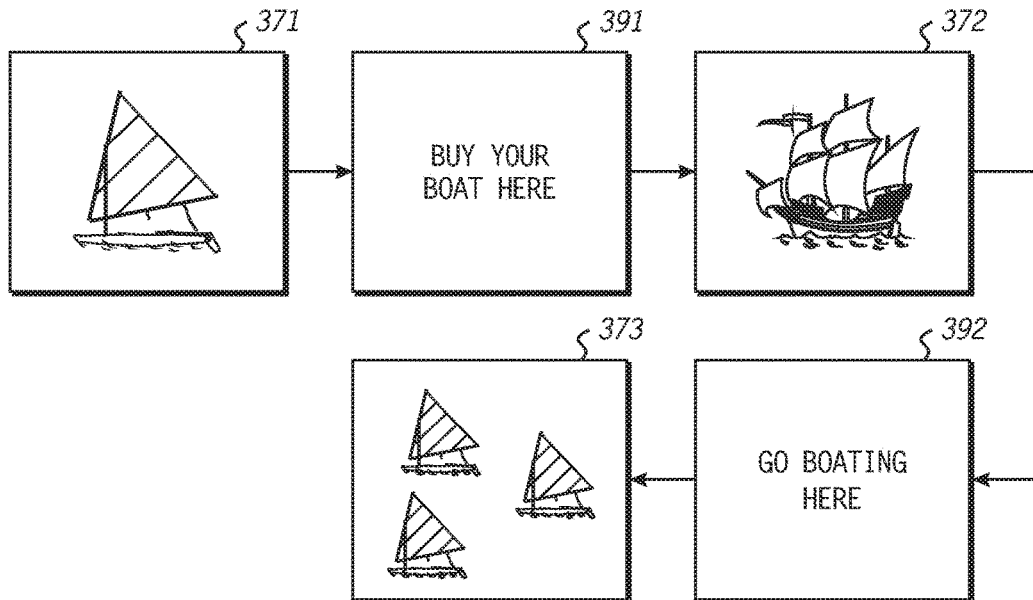 371
391
372
BUY YOUR
BOAT HERE
373
392
GO BOATING
HERE